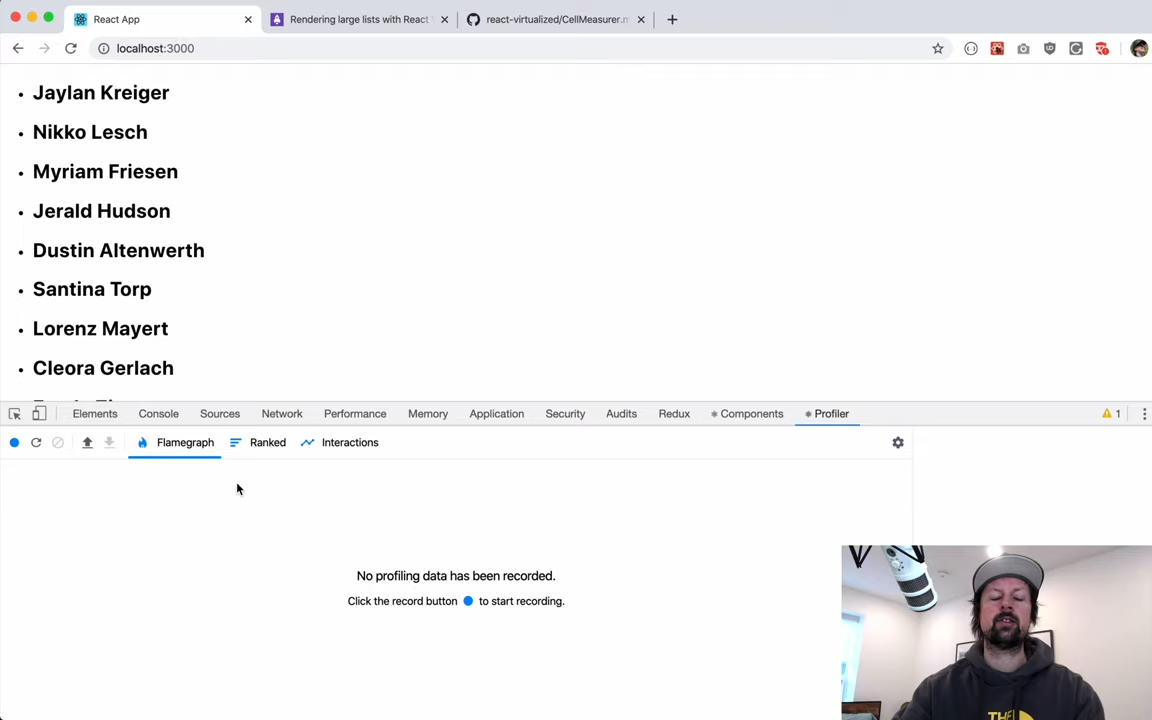 React App
Rendering large lists with React
react-virtualized/CellMeasurer.m
localhost:3000
Jaylan Kreiger
Nikko Lesch
Myriam Friesen
Jerald Hudson
Dustin Altenwerth
Santina Torp
Lorenz Mayert
Cleora Gerlach
Elements Console Sources Network Performance Memory Application Security Audits Redux Components Profiler 1
Flamegraph Ranked Interactions
No profiling data has been recorded.
Click the record button to start recording.
THE